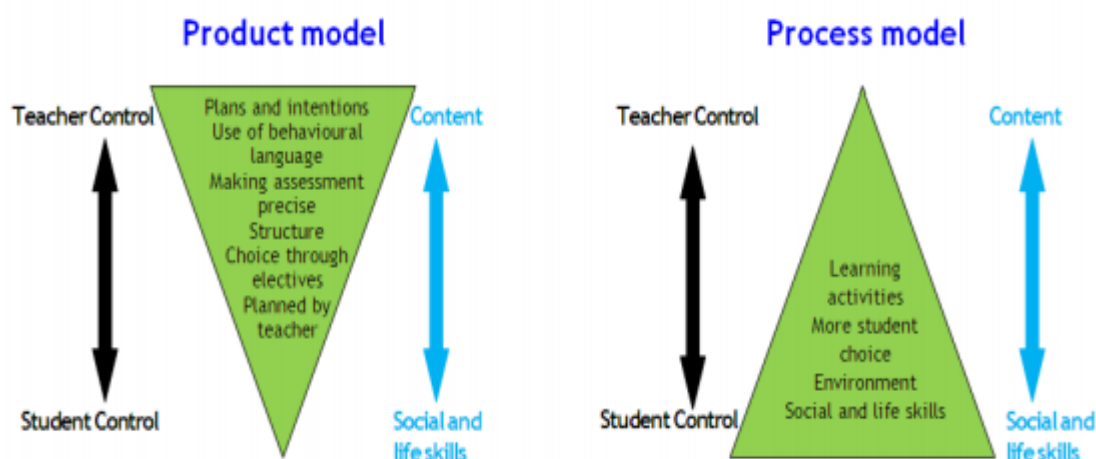 Product model
Teacher Control
Plans and intentions
Use of behavioural
language
Making assessment
precise
Structure
Choice through
electives
Planned by
teacher
Content
Student Control
Social and
life skills
Process model
Teacher Control
Content
Learning
activities
More student
choice
Environment
Social and life skills
Student Control
Social and
life skills